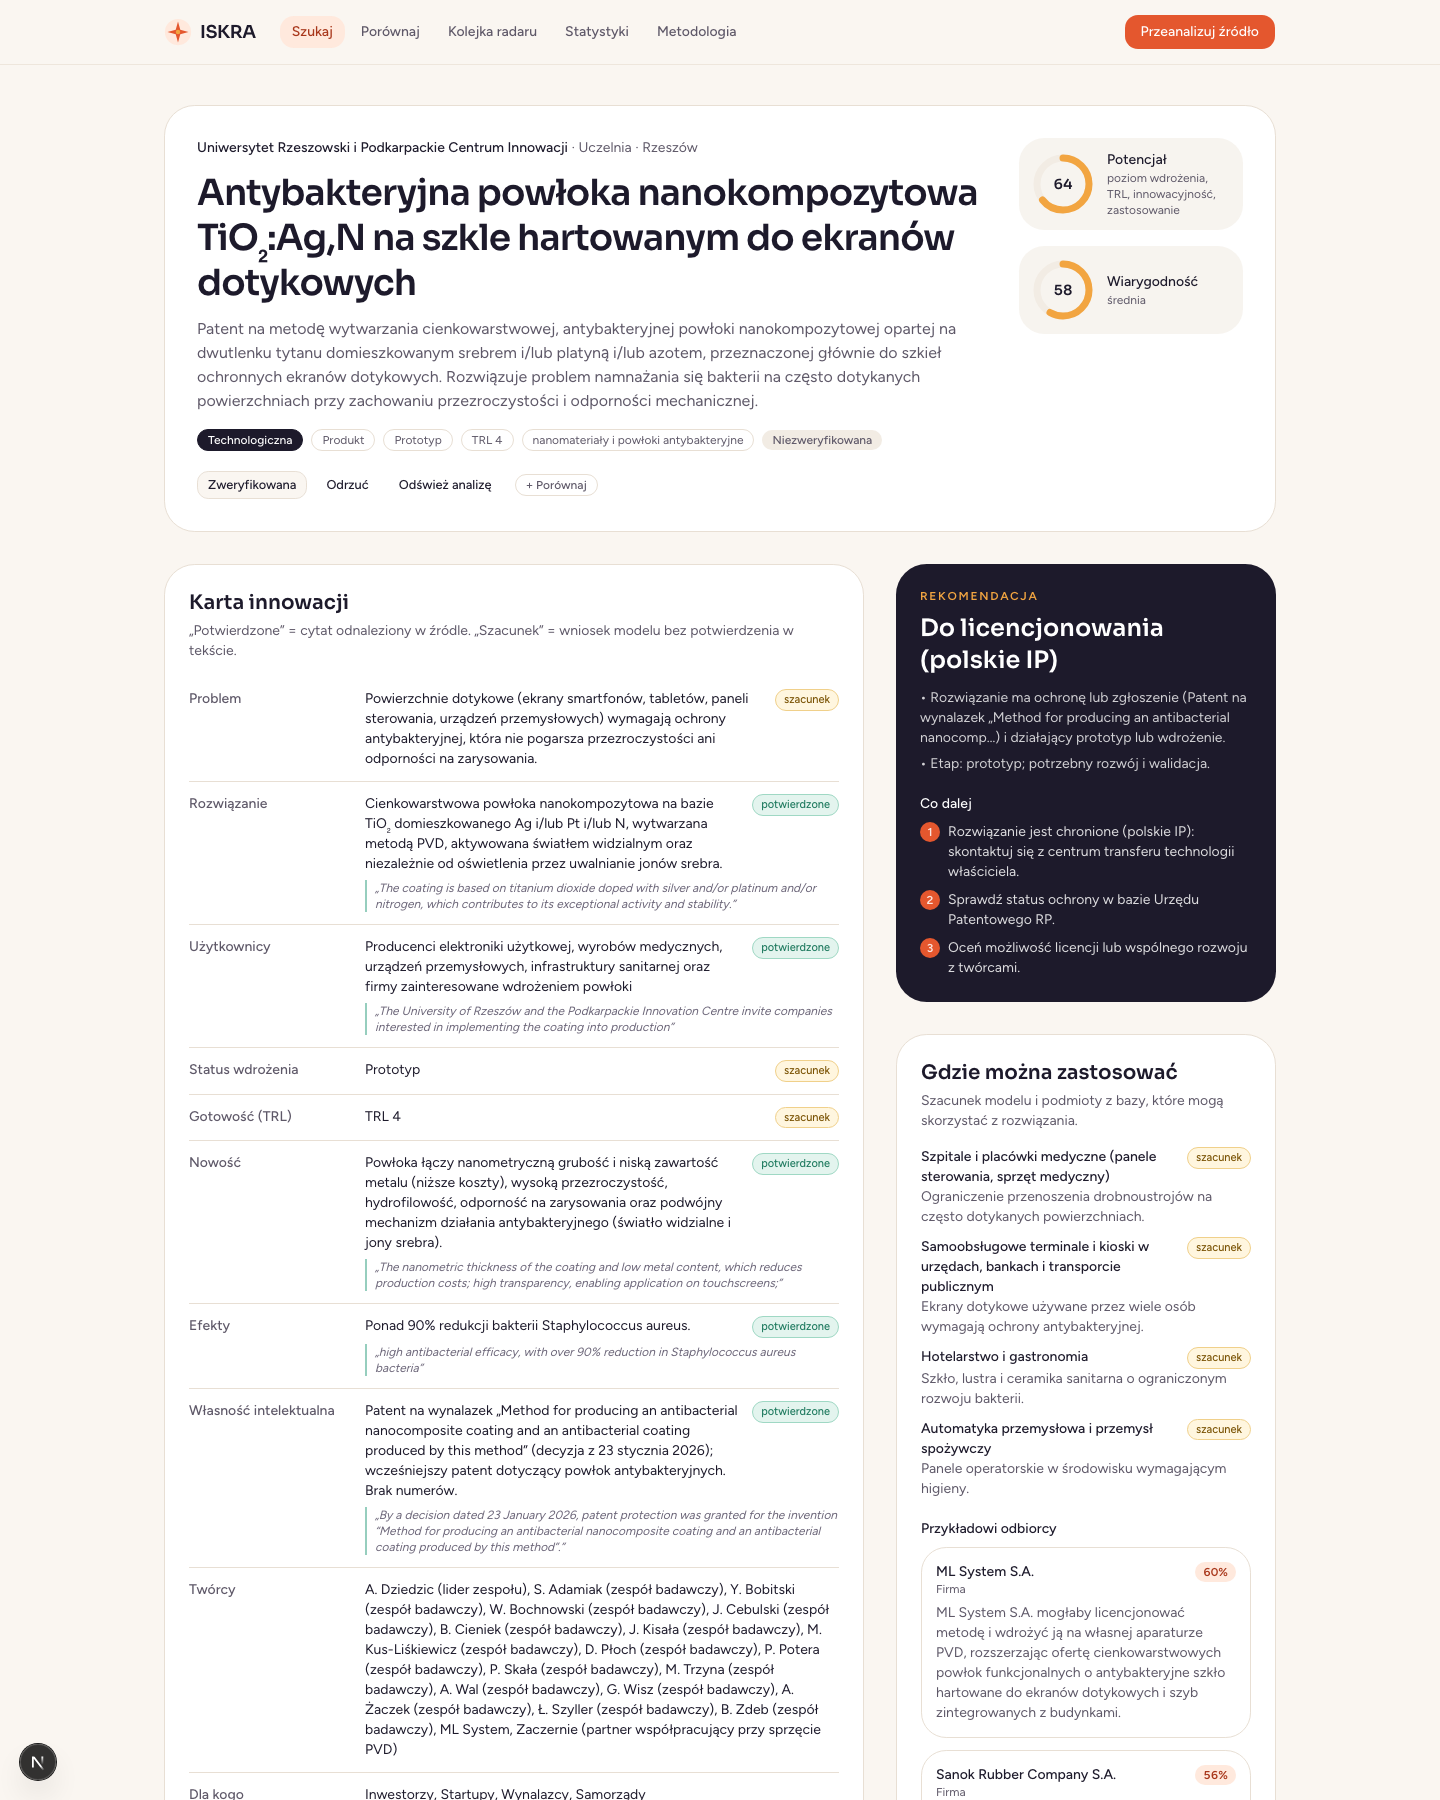 ISKRA
Szukaj
Porównaj
Kolejka radaru
Statystyki
Metodologia
Przeanalizuj źródło
Uniwersytet Rzeszowski i Podkarpackie Centrum Innowacji · Uczelnia · Rzeszów
Antybakteryjna powłoka nanokompozytowa
TiO₂:Ag,N na szkle hartowanym do ekranów
dotykowych
Patent na metodę wytwarzania cienkowarstwowej, antybakteryjnej powłoki nanokompozytowej opartej na
dwutlenku tytanu domieszkowanym srebrem i/lub platyną i/lub azotem, przeznaczonej głównie do szkieł
ochronnych ekranów dotykowych. Rozwiązuje problem namnażania się bakterii na często dotykanych
powierzchniach przy zachowaniu przezroczystości i odporności mechanicznej.
Technologiczna
Produkt
Prototyp
TRL 4
nanomateriały i powłoki antybakteryjne
Niezweryfikowana
Zweryfikowana
Odrzuć
Odśwież analizę
+ Porównaj
64
Potencjał
poziom wdrożenia,
TRL, innowacyjność,
zastosowanie
58
Wiarygodność
średnia
Karta innowacji
„Potwierdzone” = cytat odnaleziony w źródle. „Szacunek” = wniosek modelu bez potwierdzenia w
tekście.
Problem
Powierzchnie dotykowe (ekrany smartfonów, tabletów, paneli
sterowania, urządzeń przemysłowych) wymagają ochrony
antybakteryjnej, która nie pogarsza przezroczystości ani
odporności na zarysowania.
szacunek
Rozwiązanie
Cienkowarstwowa powłoka nanokompozytowa na bazie
TiO₂ domieszkowanego Ag i/lub Pt i/lub N, wytwarzana
metodą PVD, aktywowana światłem widzialnym oraz
niezależnie od oświetlenia przez uwalnianie jonów srebra.
potwierdzone
„The coating is based on titanium dioxide doped with silver and/or platinum and/or
nitrogen, which contributes to its exceptional activity and stability.”
Użytkownicy
Producenci elektroniki użytkowej, wyrobów medycznych,
urządzeń przemysłowych, infrastruktury sanitarnej oraz
firmy zainteresowane wdrożeniem powłoki
potwierdzone
„The University of Rzeszów and the Podkarpackie Innovation Centre invite companies
interested in implementing the coating into production”
Status wdrożenia
Prototyp
szacunek
Gotowość (TRL)
TRL 4
szacunek
Nowość
Powłoka łączy nanometryczną grubość i niską zawartość
metalu (niższe koszty), wysoką przezroczystość,
hydrofilowość, odporność na zarysowania oraz podwójny
mechanizm działania antybakteryjnego (światło widzialne i
jony srebra).
potwierdzone
„The nanometric thickness of the coating and low metal content, which reduces
production costs; high transparency, enabling application on touchscreens;”
Efekty
Ponad 90% redukcji bakterii Staphylococcus aureus.
potwierdzone
„high antibacterial efficacy, with over 90% reduction in Staphylococcus aureus
bacteria”
Własność intelektualna
Patent na wynalazek „Method for producing an antibacterial
nanocomposite coating and an antibacterial coating
produced by this method” (decyzja z 23 stycznia 2026);
wcześniejszy patent dotyczący powłok antybakteryjnych.
Brak numerów.
potwierdzone
„By a decision dated 23 January 2026, patent protection was granted for the invention
“Method for producing an antibacterial nanocomposite coating and an antibacterial
coating produced by this method”.”
Twórcy
A. Dziedzic (lider zespołu), S. Adamiak (zespół badawczy), Y. Bobitski
(zespół badawczy), W. Bochnowski (zespół badawczy), J. Cebulski (zespół
badawczy), B. Cieniek (zespół badawczy), J. Kisała (zespół badawczy), M.
Kus-Liśkiewicz (zespół badawczy), D. Płoch (zespół badawczy), P. Potera
(zespół badawczy), P. Skała (zespół badawczy), M. Trzyna (zespół
badawczy), A. Wal (zespół badawczy), G. Wisz (zespół badawczy), A.
Żaczek (zespół badawczy), Ł. Szyller (zespół badawczy), B. Zdeb (zespół
badawczy), ML System, Zaczernie (partner współpracujący przy sprzęcie
PVD)
Dla kogo
Inwestorzy, Startupy, Wynalazcy, Samorządy
REKOMENDACJA
Do licencjonowania
(polskie IP)
• Rozwiązanie ma ochronę lub zgłoszenie (Patent na
wynalazek „Method for producing an antibacterial
nanocomp…) i działający prototyp lub wdrożenie.
• Etap: prototyp; potrzebny rozwój i walidacja.
Co dalej
1 Rozwiązanie jest chronione (polskie IP):
skontaktuj się z centrum transferu technologii
właściciela.
2 Sprawdź status ochrony w bazie Urzędu
Patentowego RP.
3 Oceń możliwość licencji lub wspólnego rozwoju
z twórcami.
Gdzie można zastosować
Szacunek modelu i podmioty z bazy, które mogą
skorzystać z rozwiązania.
Szpitale i placówki medyczne (panele
sterowania, sprzęt medyczny)
szacunek
Ograniczenie przenoszenia drobnoustrojów na
często dotykanych powierzchniach.
Samoobsługowe terminale i kioski w
urzędach, bankach i transporcie
publicznym
szacunek
Ekrany dotykowe używane przez wiele osób
wymagają ochrony antybakteryjnej.
Hotelarstwo i gastronomia
szacunek
Szkło, lustra i ceramika sanitarna o ograniczonym
rozwoju bakterii.
Automatyka przemysłowa i przemysł
spożywczy
szacunek
Panele operatorskie w środowisku wymagającym
higieny.
Przykładowi odbiorcy
ML System S.A.
60%
Firma
ML System S.A. mogłaby licencjonować
metodę i wdrożyć ją na własnej aparaturze
PVD, rozszerzając ofertę cienkowarstwowych
powłok funkcjonalnych o antybakteryjne szkło
hartowane do ekranów dotykowych i szyb
zintegrowanych z budynkami.
Sanok Rubber Company S.A.
56%
Firma
N